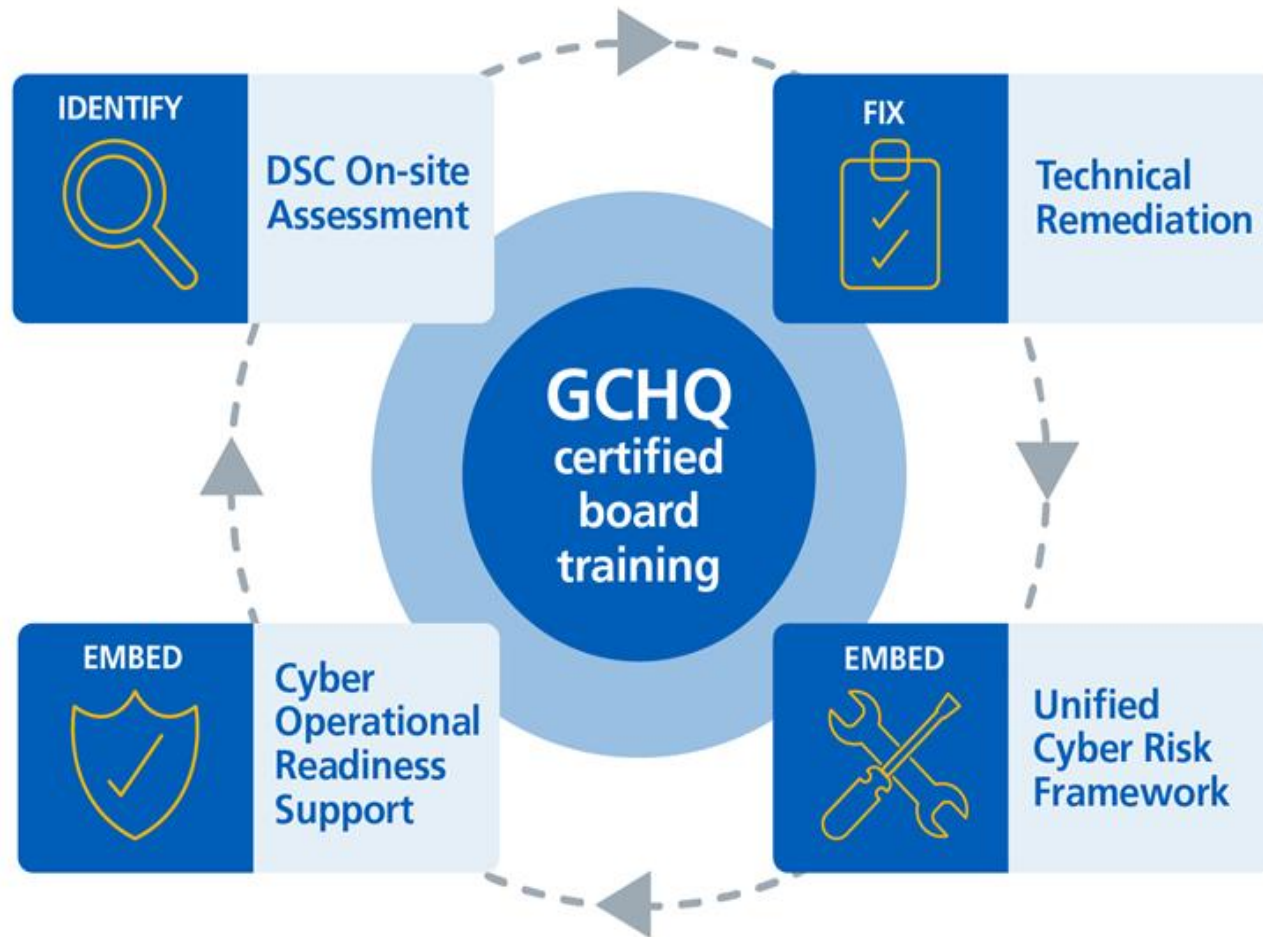 IDENTIFY
DSC On-site
Assessment
FIX
Technical
Remediation
GCHQ
certified
board
training
EMBED
Cyber
Operational
Readiness
Support
EMBED
Unified
Cyber Risk
Framework